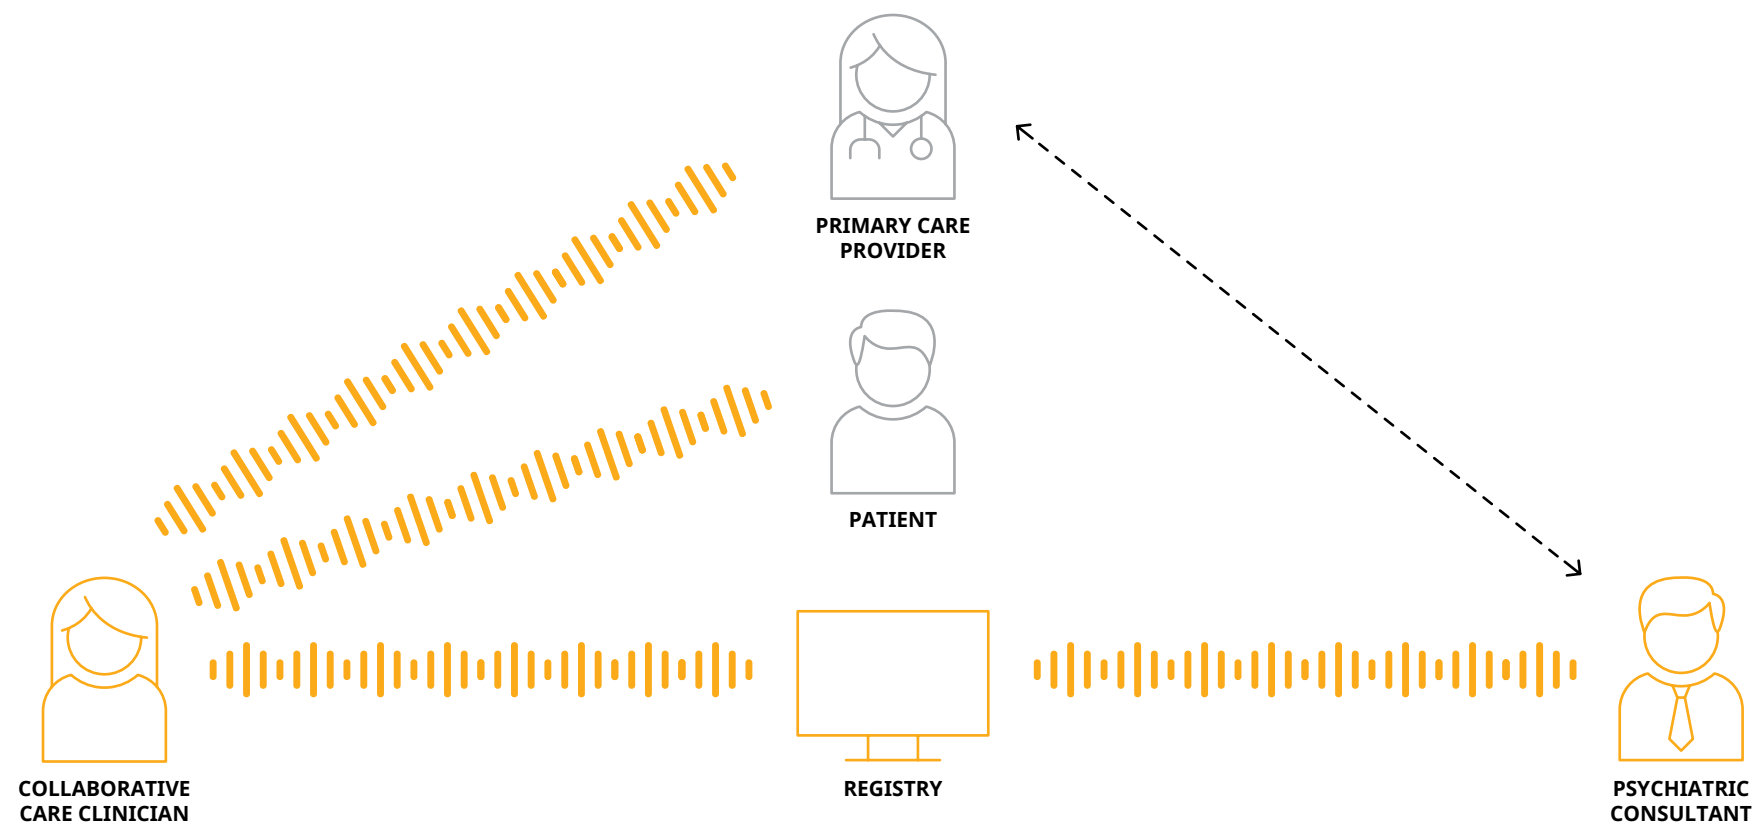 PRIMARY CARE
PROVIDER
PATIENT
COLLABORATIVE
CARE CLINICIAN
REGISTRY
PSYCHIATRIC
CONSULTANT